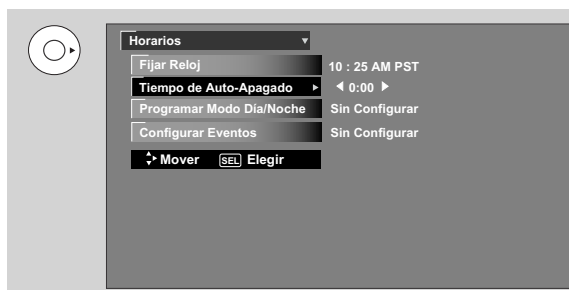 Horarios
Fijar Reloj 10 : 25 AM PST
Tiempo de Auto-Apagado 0:00
Programar Modo Día/Noche Sin Configurar
Configurar Eventos Sin Configurar
Mover SEL Elegir